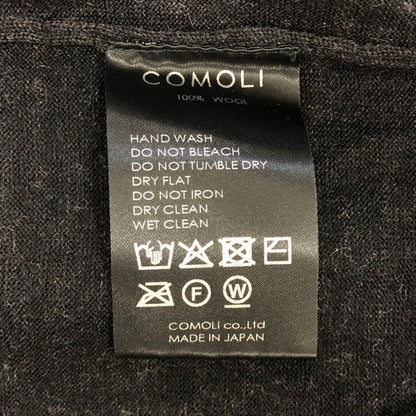 COMOLI
100% WOOL
HAND WASH
DO NOT BLEACH
DO NOT TUMBLE DRY
DRY FLAT
DO NOT IRON
DRY CLEAN
WET CLEAN
F W
COMOLI co.,Ltd
MADE IN JAPAN